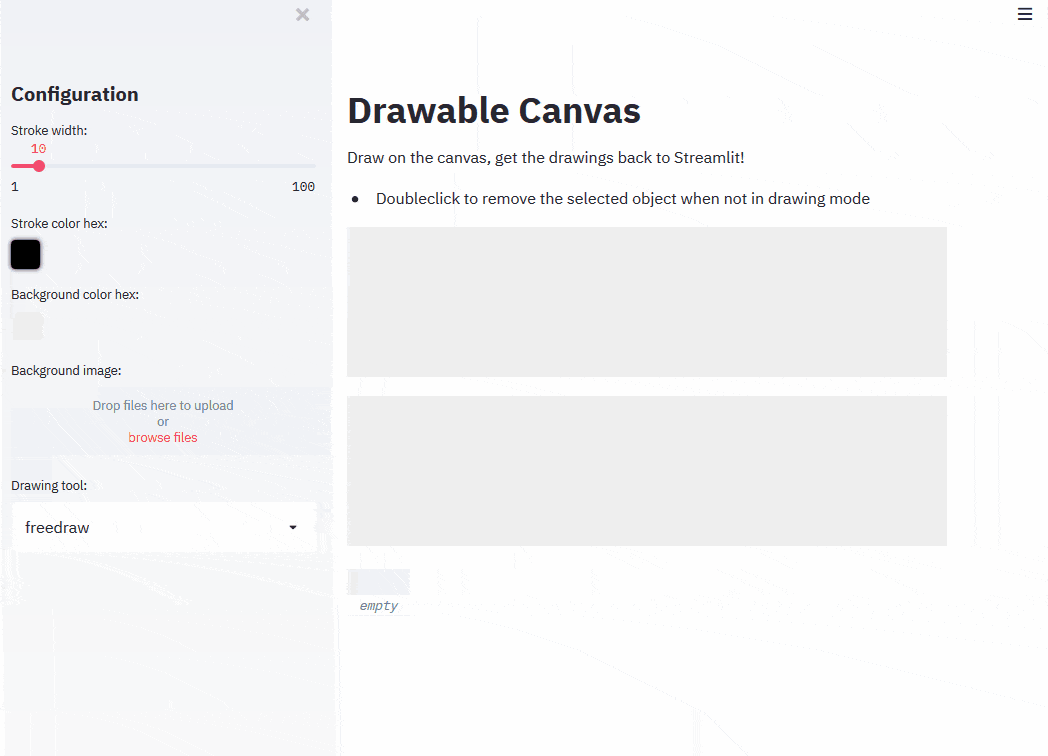 Configuration
Stroke width:
10
1 100
Stroke color hex:
Background color hex:
Background image:
Drop files here to upload
or
browse files
Drawing tool:
freedraw
Drawable Canvas
Draw on the canvas, get the drawings back to Streamlit!
• Doubleclick to remove the selected object when not in drawing mode
empty